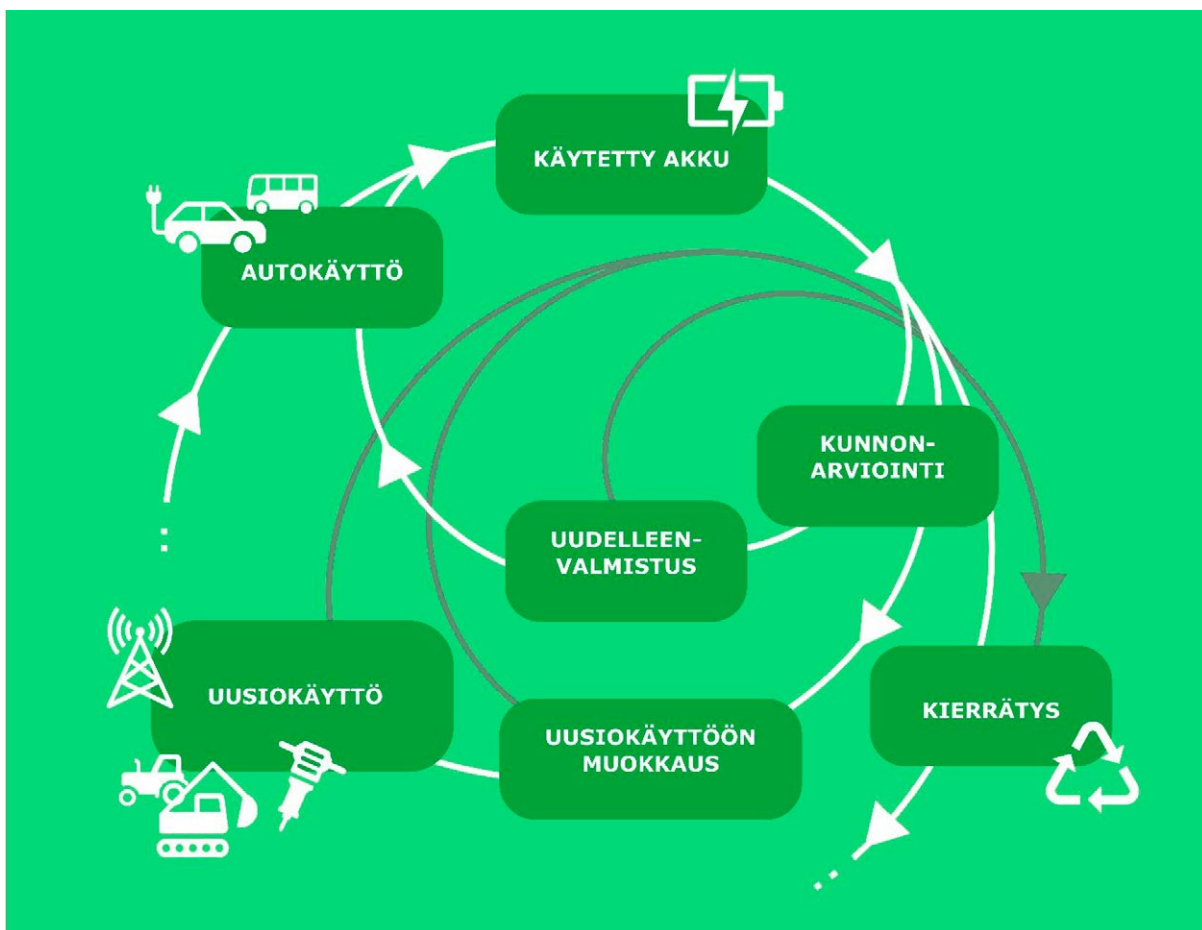 KÄYTETTY AKKU
AUTOKÄYTTÖ
KUNNON-
ARVIOINTI
UUDELLEEN-
VALMISTUS
UUSIOKÄYTTÖ
UUSIOKÄYTTÖÖN
MUOKKAUS
KIERRÄTYS